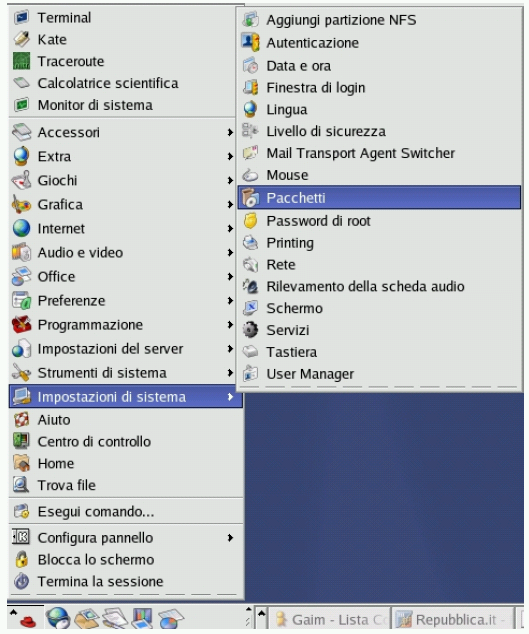 Terminal
Kate
Traceroute
Calcolatrice scientifica
Monitor di sistema
Accessori
Extra
Giochi
Grafica
Internet
Audio e video
Office
Preferenze
Programmazione
Impostazioni del server
Strumenti di sistema
Impostazioni di sistema
Aiuto
Centro di controllo
Home
Trova file
Esegui comando...
Configura pannello
Blocca lo schermo
Termina la sessione
Aggiungi partizione NFS
Autenticazione
Data e ora
Finestra di login
Lingua
Livello di sicurezza
Mail Transport Agent Switcher
Mouse
Pacchetti
Password di root
Printing
Rete
Rilevamento della scheda audio
Schermo
Servizi
Tastiera
User Manager
Gaim - Lista Co
Repubblica.it -